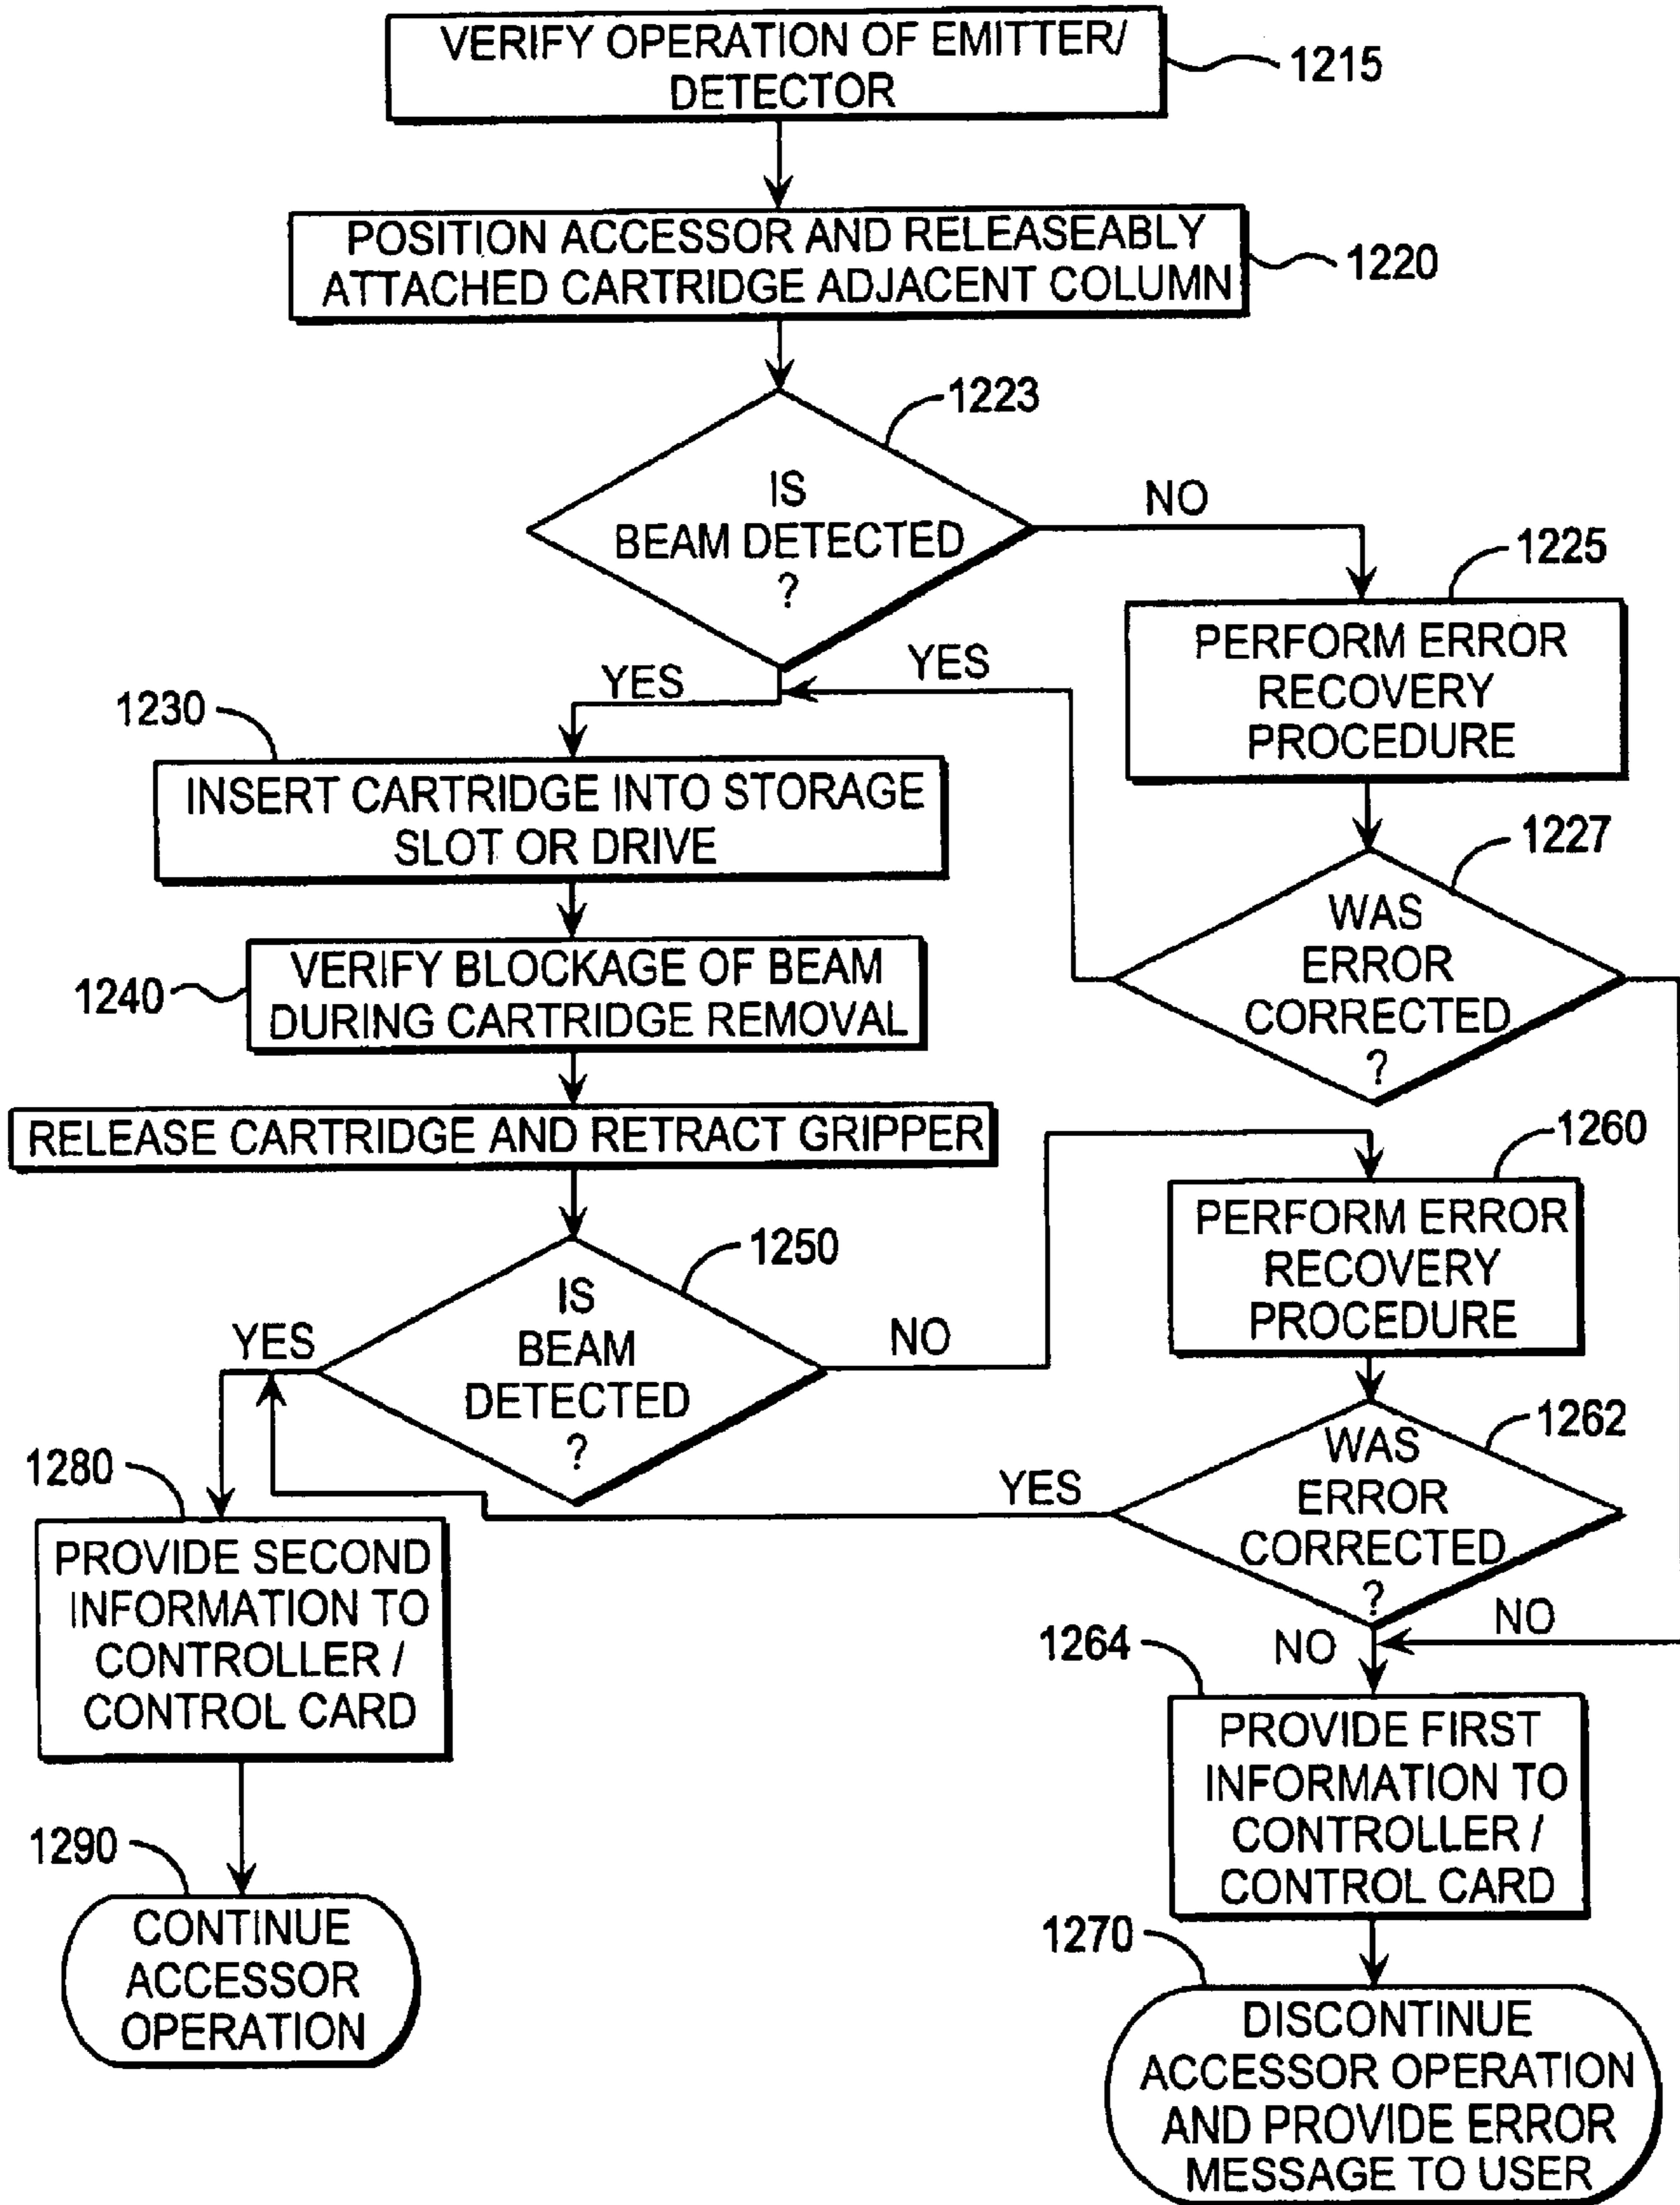 VERIFY OPERATION OF EMITTER/
DETECTOR
1215
POSITION ACCESSOR AND RELEASEABLY
ATTACHED CARTRIDGE ADJACENT COLUMN
1220
1223
IS
BEAM DETECTED
?
NO
YES
YES
1225
PERFORM ERROR
RECOVERY
PROCEDURE
1230
INSERT CARTRIDGE INTO STORAGE
SLOT OR DRIVE
1227
WAS
ERROR
CORRECTED
?
1240
VERIFY BLOCKAGE OF BEAM
DURING CARTRIDGE REMOVAL
RELEASE CARTRIDGE AND RETRACT GRIPPER
1250
IS
BEAM
DETECTED
?
YES
NO
1260
PERFORM ERROR
RECOVERY
PROCEDURE
1262
WAS
ERROR
CORRECTED
?
YES
NO
NO
1280
PROVIDE SECOND
INFORMATION TO
CONTROLLER /
CONTROL CARD
1264
PROVIDE FIRST
INFORMATION TO
CONTROLLER /
CONTROL CARD
1290
CONTINUE
ACCESSOR
OPERATION
1270
DISCONTINUE
ACCESSOR OPERATION
AND PROVIDE ERROR
MESSAGE TO USER